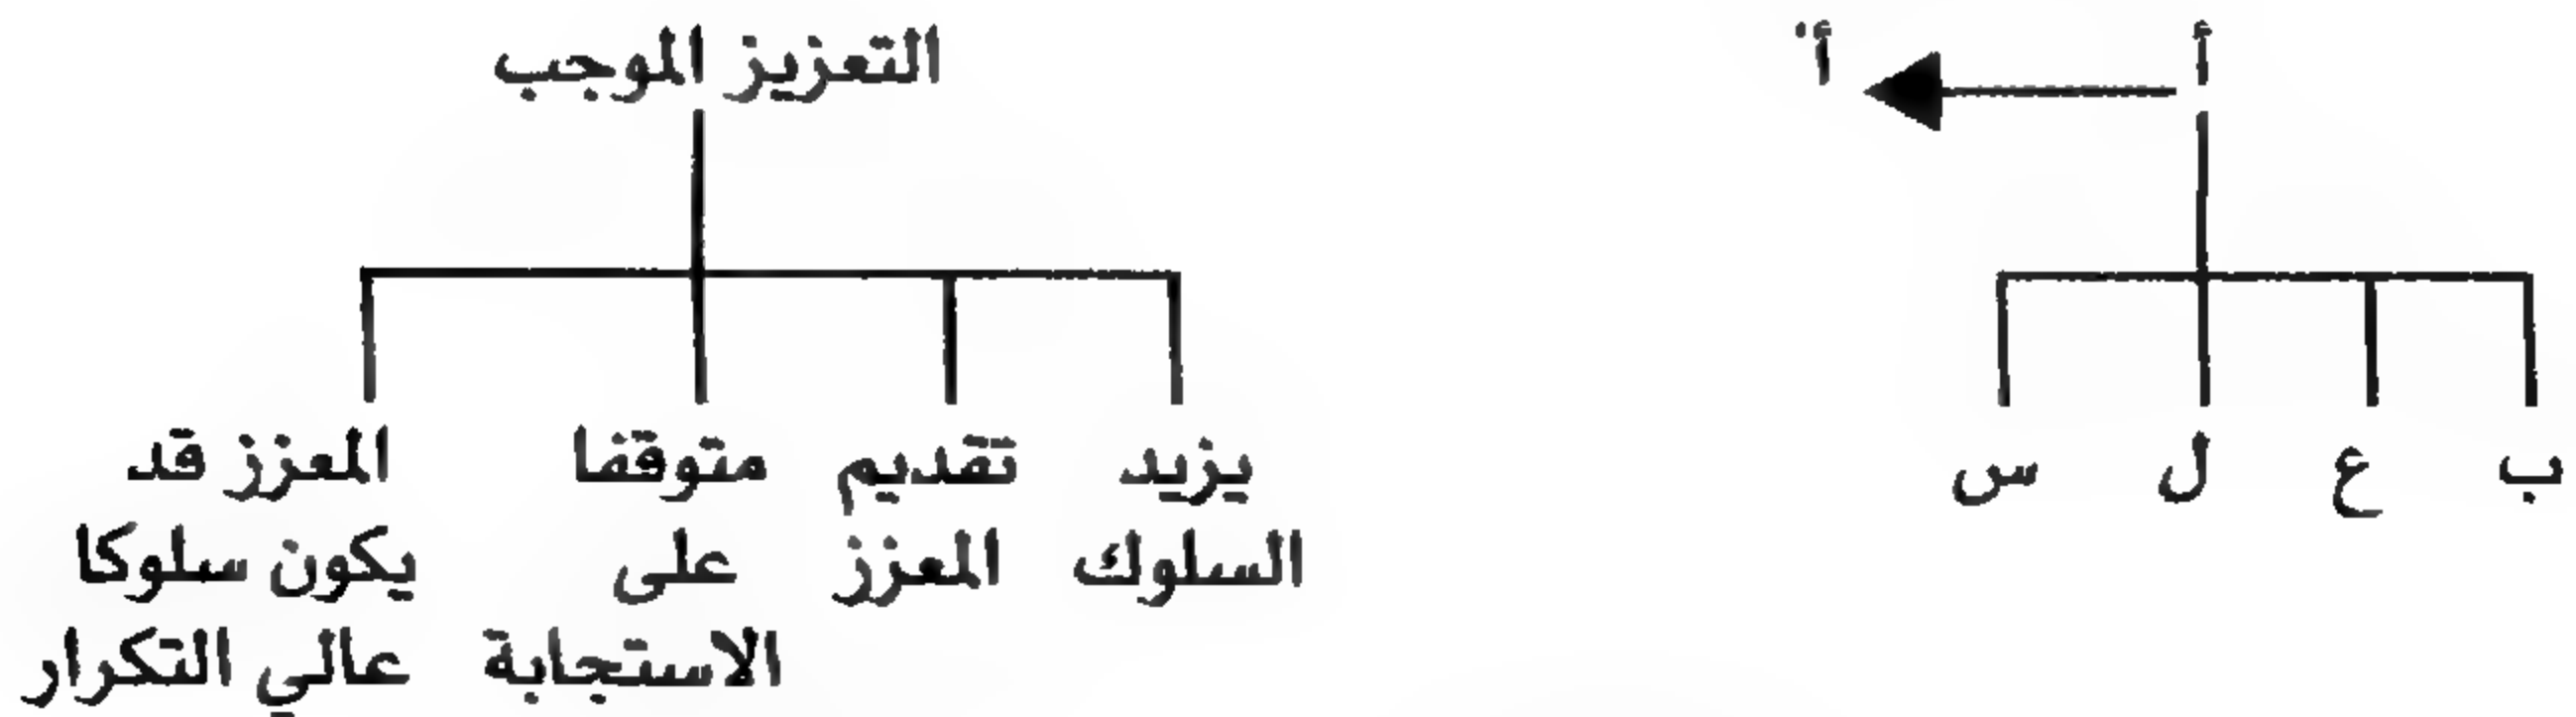 أ أَ
ب ع ل س
التعزيز الموجب
يزيد تقديم متوقفا المعزز قد
السلوك المعزز على يكون سلوكا
الاستجابة عالي التكرار